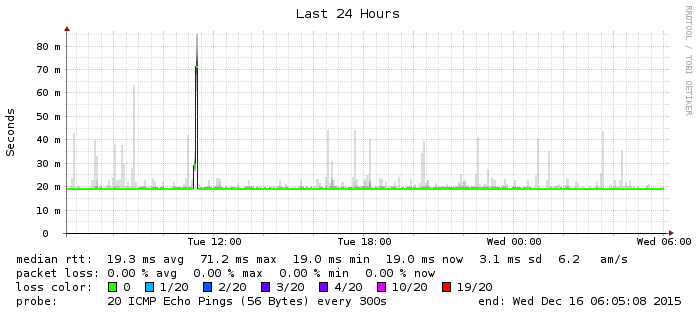 Last 24 Hours
RRDTOOL / TOBI OETIKER
Seconds
80 m
70 m
60 m
50 m
40 m
30 m
20 m
10 m
0
Tue 12:00 Tue 18:00 Wed 00:00 Wed 06:00
median rtt: 19.3 ms avg 71.2 ms max 19.0 ms min 19.0 ms now 3.1 ms sd 6.2 am/s
packet loss: 0.00 % avg 0.00 % max 0.00 % min 0.00 % now
loss color: 0 1/20 2/20 3/20 4/20 10/20 19/20
probe: 20 ICMP Echo Pings (56 Bytes) every 300s end: Wed Dec 16 06:05:08 2015